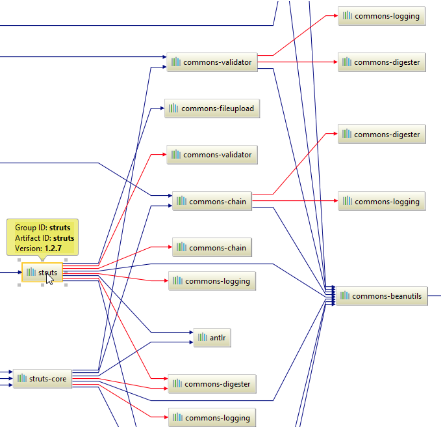 commons-logging
commons-validator
commons-digester
commons-fileupload
commons-digester
commons-validator
commons-chain
commons-logging
Group ID: struts
Artifact ID: struts
Version: 1.2.7
commons-chain
struts
commons-logging
commons-beanutils
antlr
struts-core
commons-digester
commons-logging